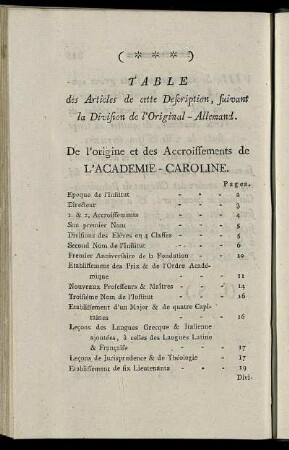 ( * * * )
TABLE
des Articles de cette Description, suivant
la Division de l'Original - Allemand.
De l'origine et des Accroissements de
L'ACADEMIE - CAROLINE.
Pages.
Epoque de l'Institut - - - 2
Directeur - - - 3
1. & 2. Accroissements - - - 4
Son premier Nom - - - 5
Divisions des Elèves en 4 Classes - - - 5
Second Nom de l'Institut - - - 6
Premier Anniversaire de la Fondation - - 10
Etablissement des Prix & de l'Ordre Acadé-
mique - - - 11
Nouveaux Professeurs & Maîtres - - 14
Troisième Nom de l'Institut - - - 16
Etablissement d'un Major & de quatre Capi-
taines - - - 16
Leçons des Langues Grecque & Italienne
ajoutées, à celles des Langues Latine
& Française - - - 17
Leçons de Jurisprudence & de Théologie - - 17
Etablissement de six Lieutenants - - 19
Divi-